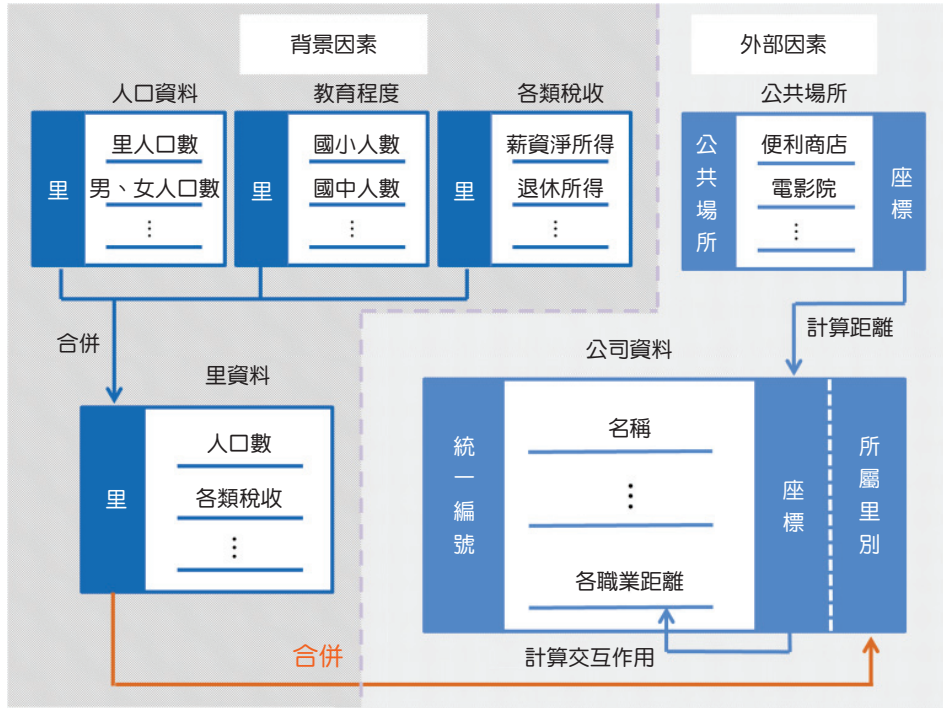 背景因素
外部因素
人口資料
教育程度
各類稅收
公共場所
里
里人口數
男、女人口數
⋮
里
國小人數
國中人數
⋮
里
薪資淨所得
退休所得
⋮
公共場所
便利商店
電影院
⋮
座標
合併
計算距離
里資料
公司資料
里
人口數
各類稅收
⋮
統一編號
名稱
⋮
各職業距離
座標
所屬里別
合併
計算交互作用